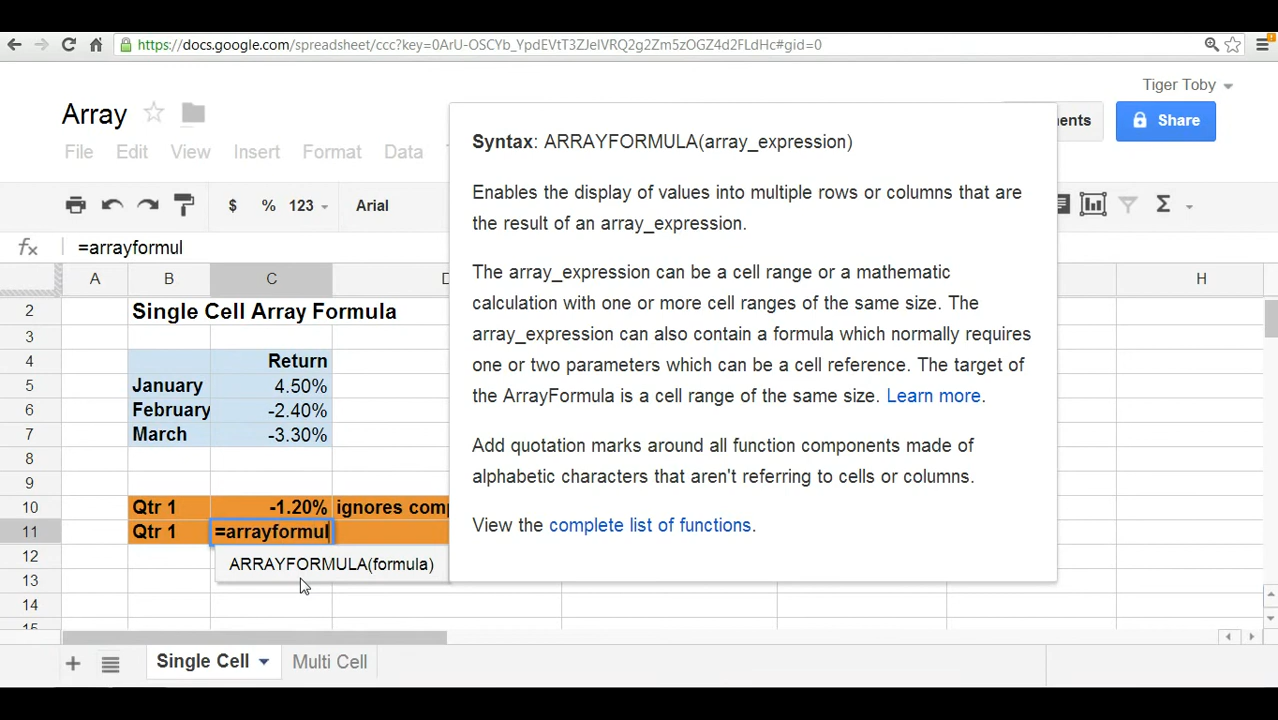 https://docs.google.com/spreadsheet/ccc?key=0ArU-OSCYb_YpdEVtT3ZJelVRQ2g2Zm5zOGZ4d2FLdHc#gid=0
Tiger Toby
Array
ents
Share
File Edit View Insert Format Data
$ % 123 Arial Σ
fx =arrayformul
A B C D H
2 Single Cell Array Formula
3
4 Return
5 January 4.50%
6 February -2.40%
7 March -3.30%
8
9
10 Qtr 1 -1.20% ignores comp
11 Qtr 1 =arrayformul
12
13
14
15
ARRAYFORMULA(formula)
Syntax: ARRAYFORMULA(array_expression)
Enables the display of values into multiple rows or columns that are
the result of an array_expression.
The array_expression can be a cell range or a mathematic
calculation with one or more cell ranges of the same size. The
array_expression can also contain a formula which normally requires
one or two parameters which can be a cell reference. The target of
the ArrayFormula is a cell range of the same size. Learn more.
Add quotation marks around all function components made of
alphabetic characters that aren't referring to cells or columns.
View the complete list of functions.
Single Cell Multi Cell